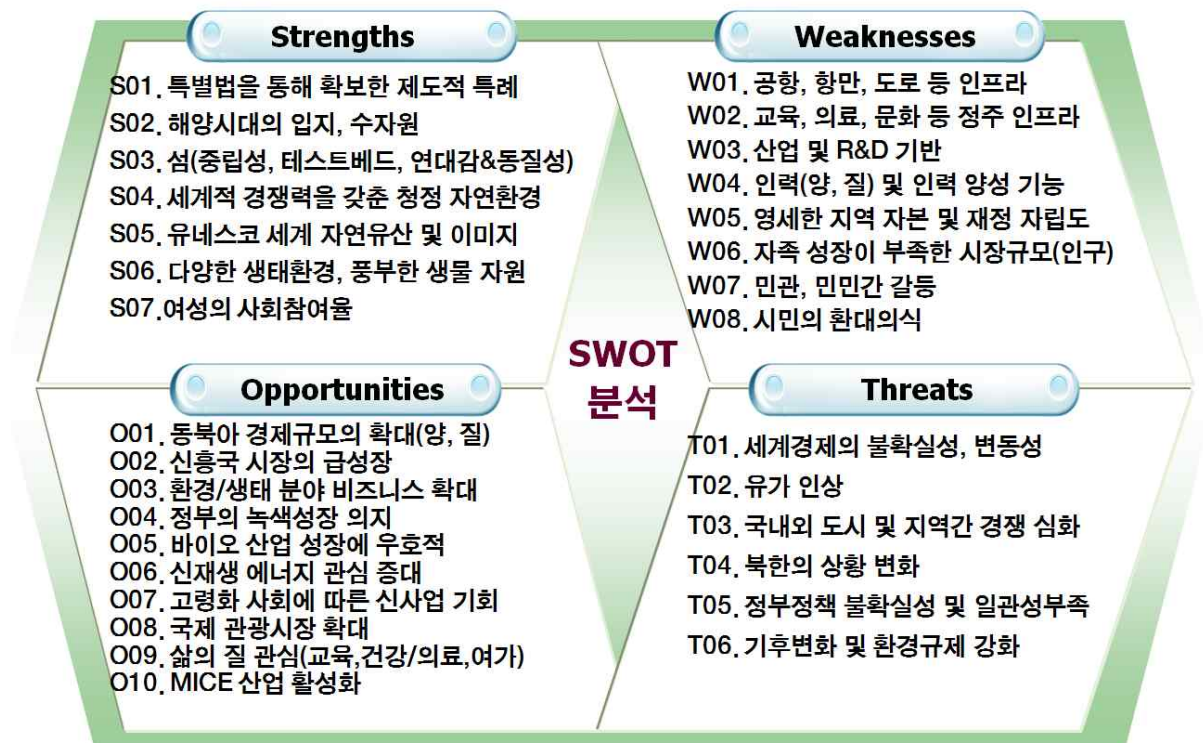 Strengths
S01. 특별법을 통해 확보한 제도적 특례
S02. 해양시대의 입지, 수자원
S03. 섬(중립성, 테스트베드, 연대감&동질성)
S04. 세계적 경쟁력을 갖춘 청정 자연환경
S05. 유네스코 세계 자연유산 및 이미지
S06. 다양한 생태환경, 풍부한 생물 자원
S07.여성의 사회참여율
Weaknesses
W01. 공항, 항만, 도로 등 인프라
W02. 교육, 의료, 문화 등 정주 인프라
W03. 산업 및 R&D 기반
W04. 인력(양, 질) 및 인력 양성 기능
W05. 영세한 지역 자본 및 재정 자립도
W06. 자족 성장이 부족한 시장규모(인구)
W07. 민관, 민민간 갈등
W08. 시민의 환대의식
SWOT
분석
Opportunities
O01. 동북아 경제규모의 확대(양, 질)
O02. 신흥국 시장의 급성장
O03. 환경/생태 분야 비즈니스 확대
O04. 정부의 녹색성장 의지
O05. 바이오 산업 성장에 우호적
O06. 신재생 에너지 관심 증대
O07. 고령화 사회에 따른 신사업 기회
O08. 국제 관광시장 확대
O09. 삶의 질 관심(교육,건강/의료,여가)
O10. MICE 산업 활성화
Threats
T01. 세계경제의 불확실성, 변동성
T02. 유가 인상
T03. 국내외 도시 및 지역간 경쟁 심화
T04. 북한의 상황 변화
T05. 정부정책 불확실성 및 일관성부족
T06. 기후변화 및 환경규제 강화